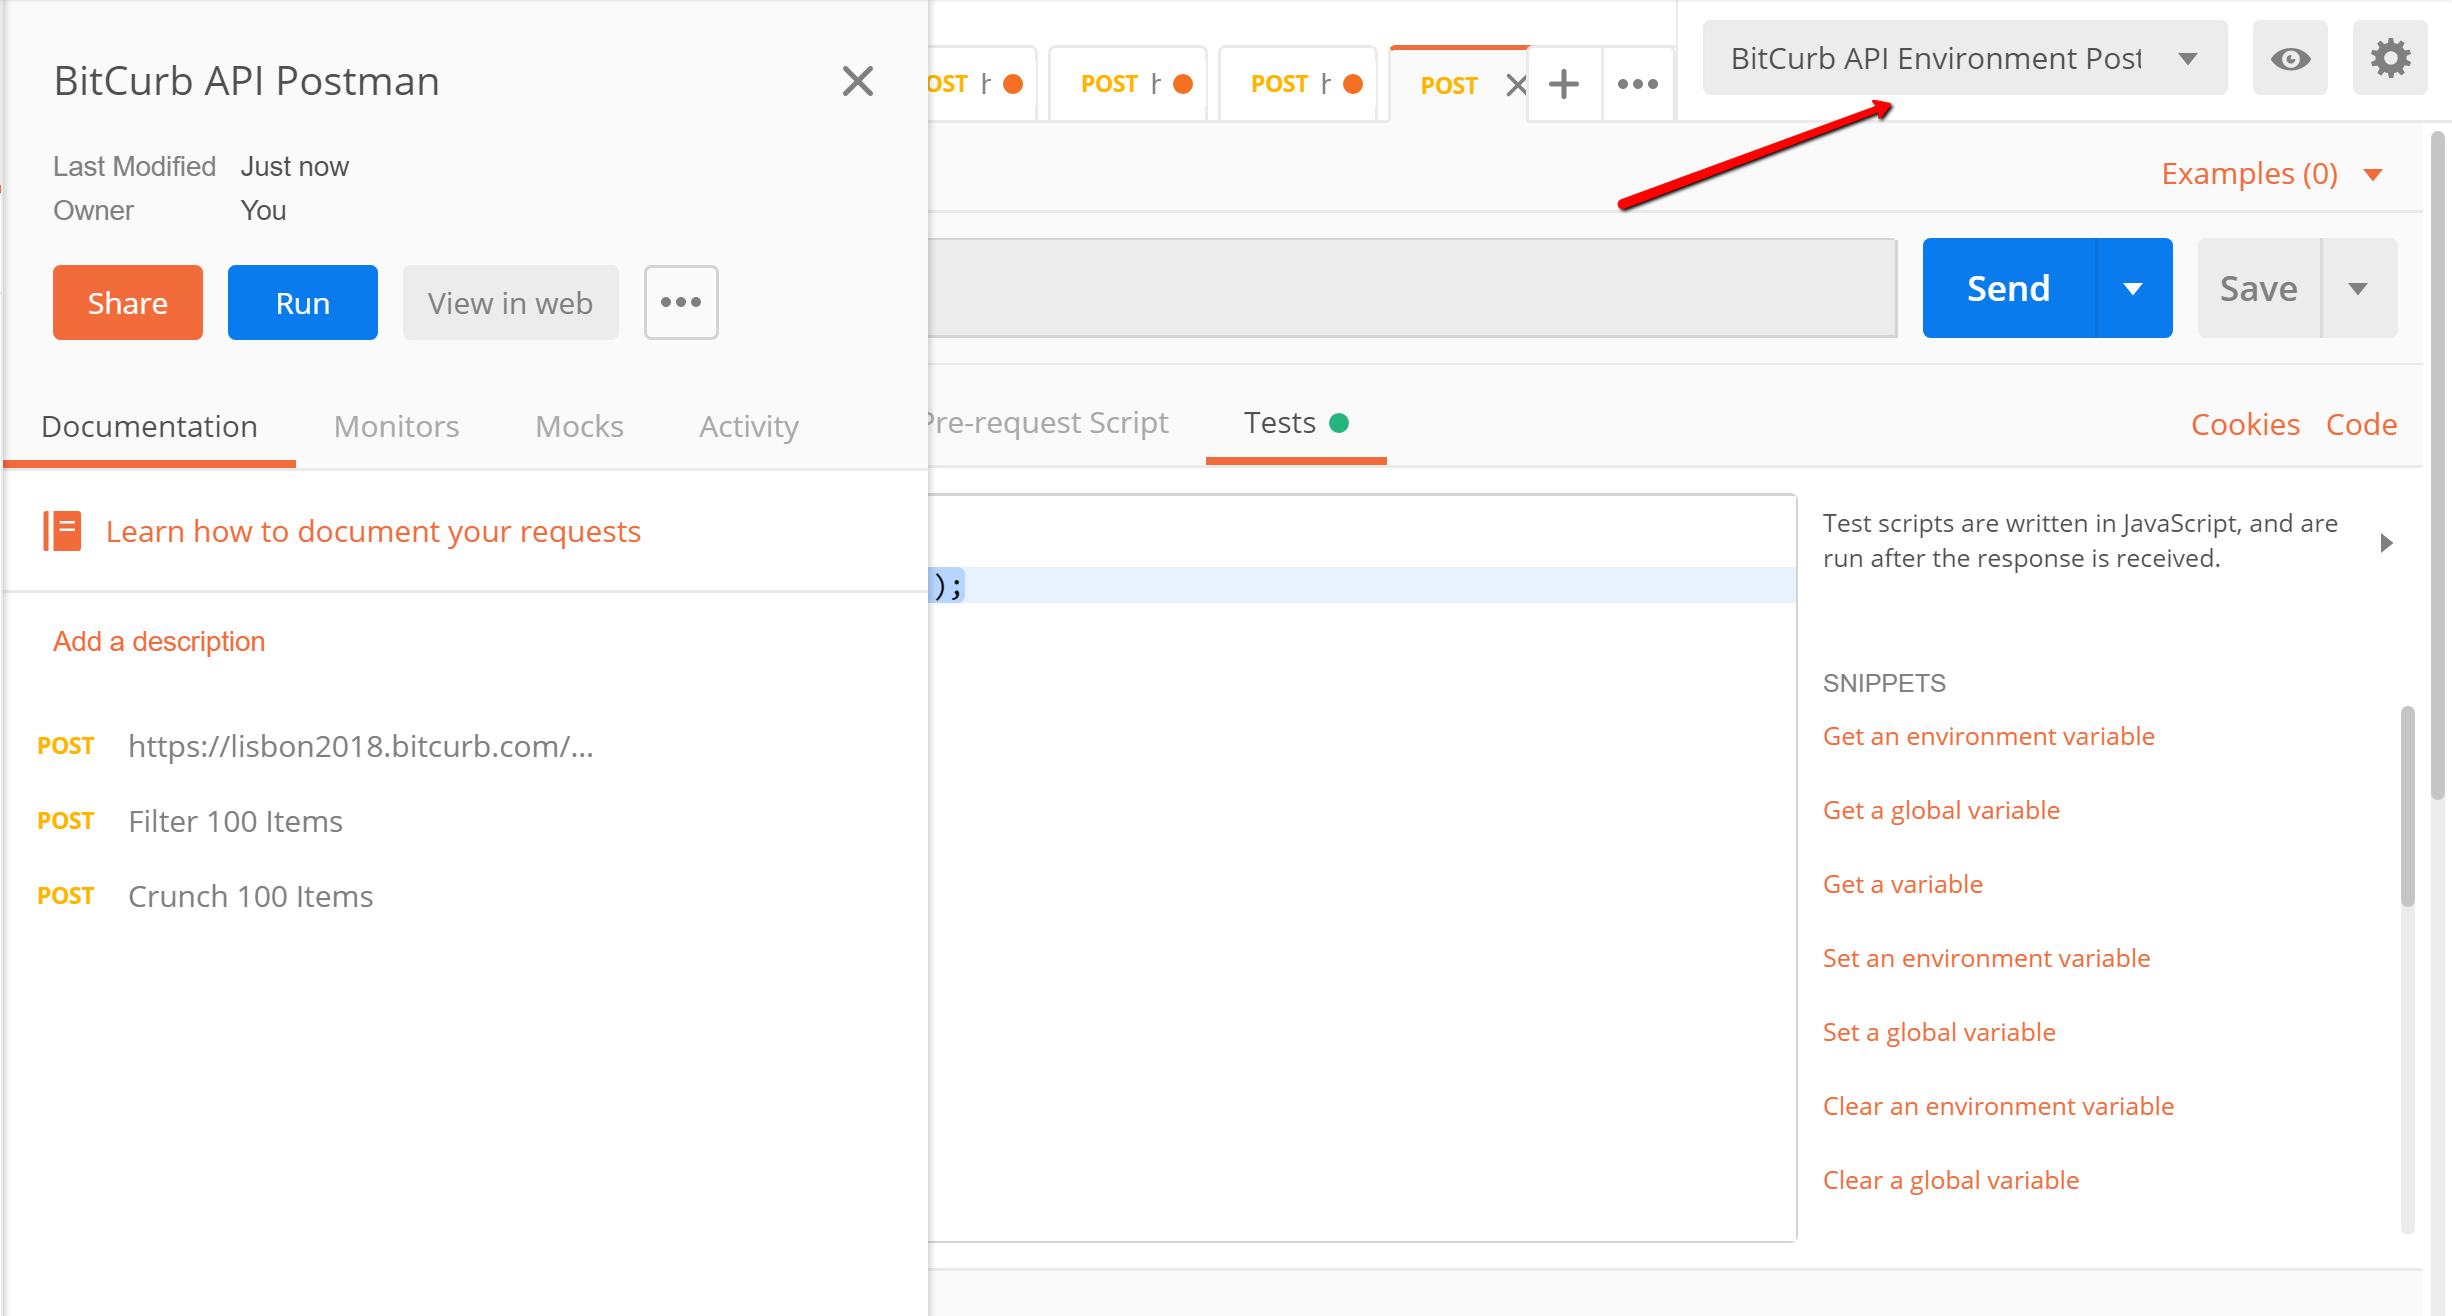 BitCurb API Postman
Last Modified Just now
Owner You
Share Run View in web
Documentation Monitors Mocks Activity
Learn how to document your requests
Add a description
POST https://lisbon2018.bitcurb.com/...
POST Filter 100 Items
POST Crunch 100 Items
POST POST POST
BitCurb API Environment Post
Examples (0)
Send Save
Pre-request Script Tests Cookies Code
);
Test scripts are written in JavaScript, and are
run after the response is received.
SNIPPETS
Get an environment variable
Get a global variable
Get a variable
Set an environment variable
Set a global variable
Clear an environment variable
Clear a global variable